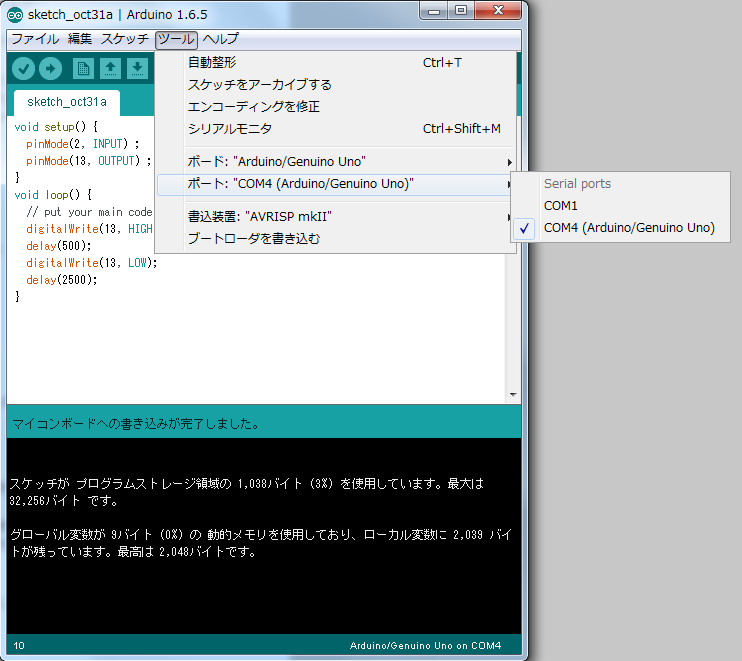 sketch_oct31a | Arduino 1.6.5
ファイル 編集 スケッチ ツール ヘルプ
自動整形 Ctrl+T
スケッチをアーカイブする
エンコーディングを修正
シリアルモニタ Ctrl+Shift+M
ボード: "Arduino/Genuino Uno"
ポート: "COM4 (Arduino/Genuino Uno)"
書込装置: "AVRISP mkII"
ブートローダを書き込む
Serial ports
COM1
COM4 (Arduino/Genuino Uno)
sketch_oct31a
void setup() {
pinMode(2, INPUT) ;
pinMode(13, OUTPUT) ;
}
void loop() {
// put your main code
digitalWrite(13, HIGH
delay(500);
digitalWrite(13, LOW);
delay(2500);
}
マイコンボードへの書き込みが完了しました。
スケッチが プログラムストレージ領域の 1,038バイト (3%) を使用しています。最大は
32,256バイト です。
グローバル変数が 9バイト (0%) の 動的メモリを使用しており、ローカル変数に 2,039 バイ
トが残っています。最高は 2,048バイトです。
10 Arduino/Genuino Uno on COM4